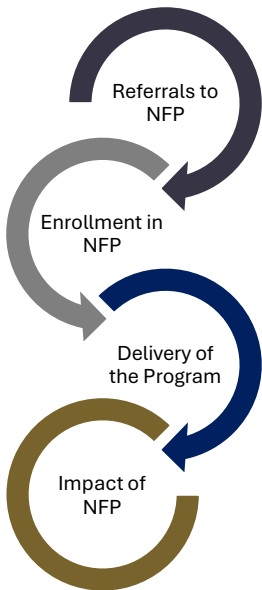 Referrals to
NFP
Enrollment in
NFP
Delivery of
the Program
Impact of
NFP